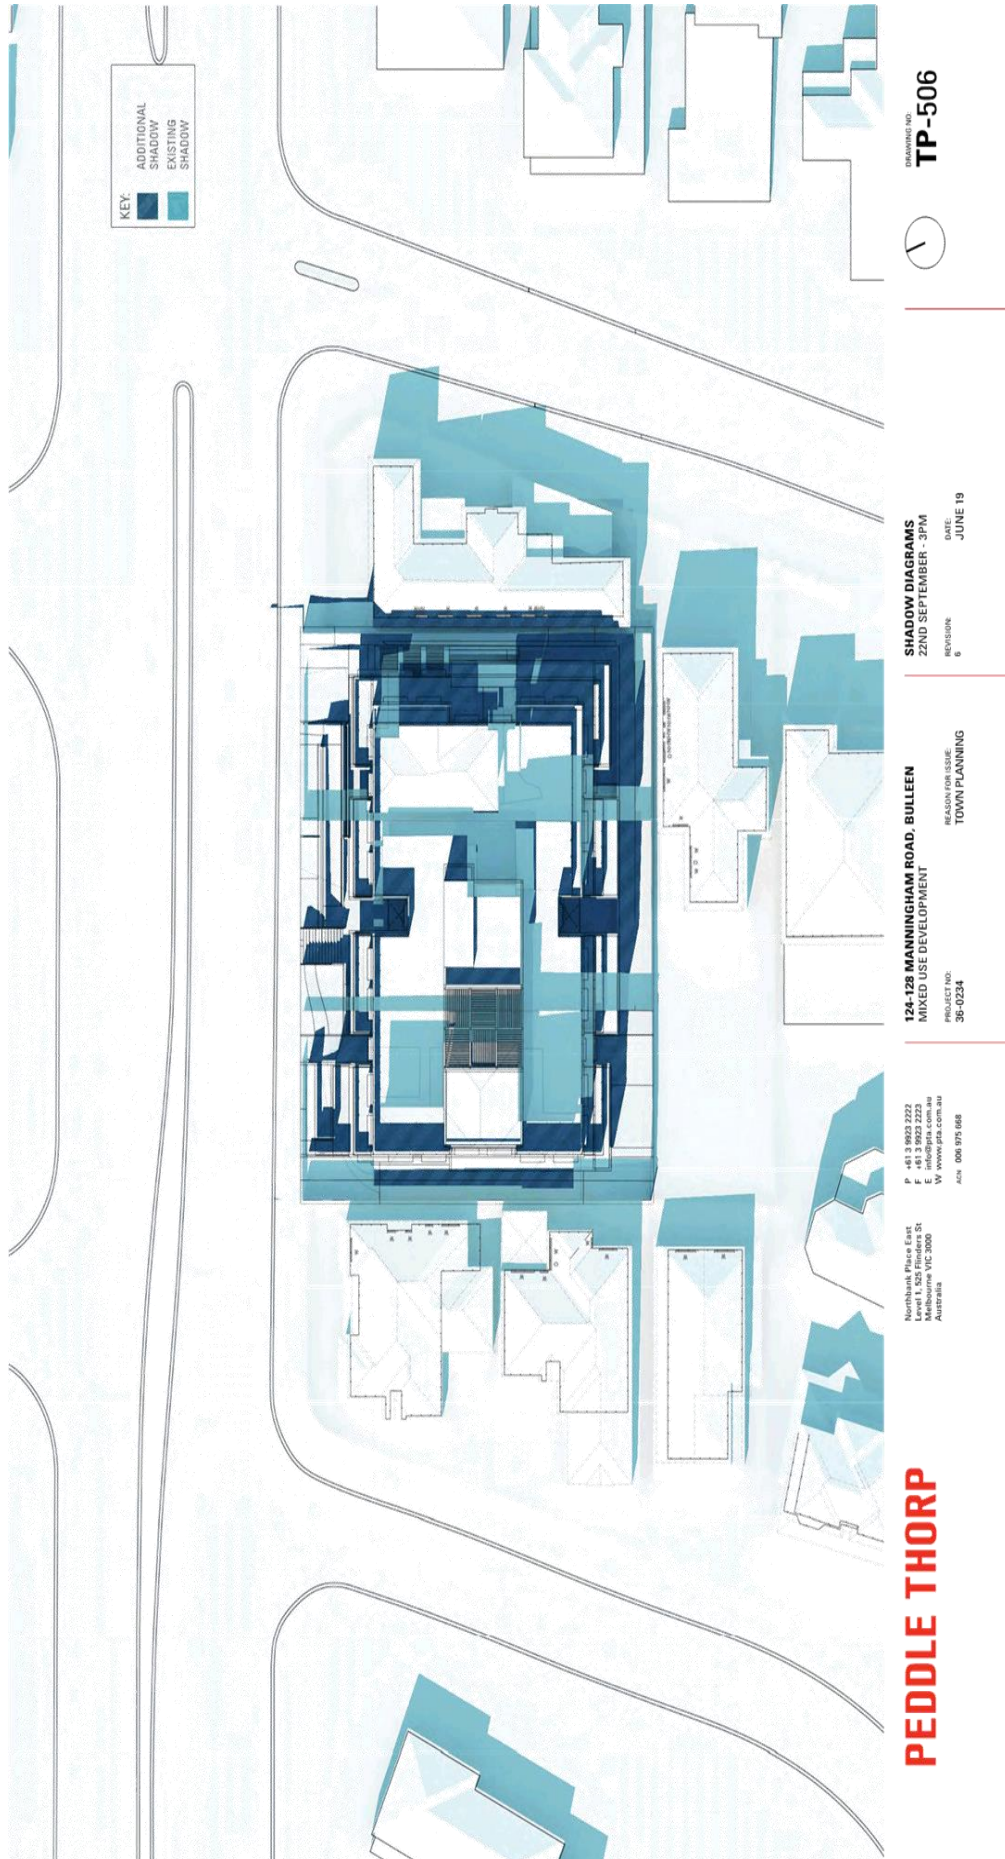 KEY:
ADDITIONAL
SHADOW
EXISTING
SHADOW
PEDDLE THORP
Northbank Place East
Level 1, 525 Flinders St
Melbourne VIC 3000
Australia
P +61 3 9923 2222
F +61 3 9923 2223
E info@pta.com.au
W www.pta.com.au
ACN 006 975 668
124-128 MANNINGHAM ROAD, BULLEEN
MIXED USE DEVELOPMENT
PROJECT NO:
36-0234
REASON FOR ISSUE:
TOWN PLANNING
SHADOW DIAGRAMS
22ND SEPTEMBER - 3PM
REVISION:
6
DATE:
JUNE 19
DRAWING NO:
TP-506